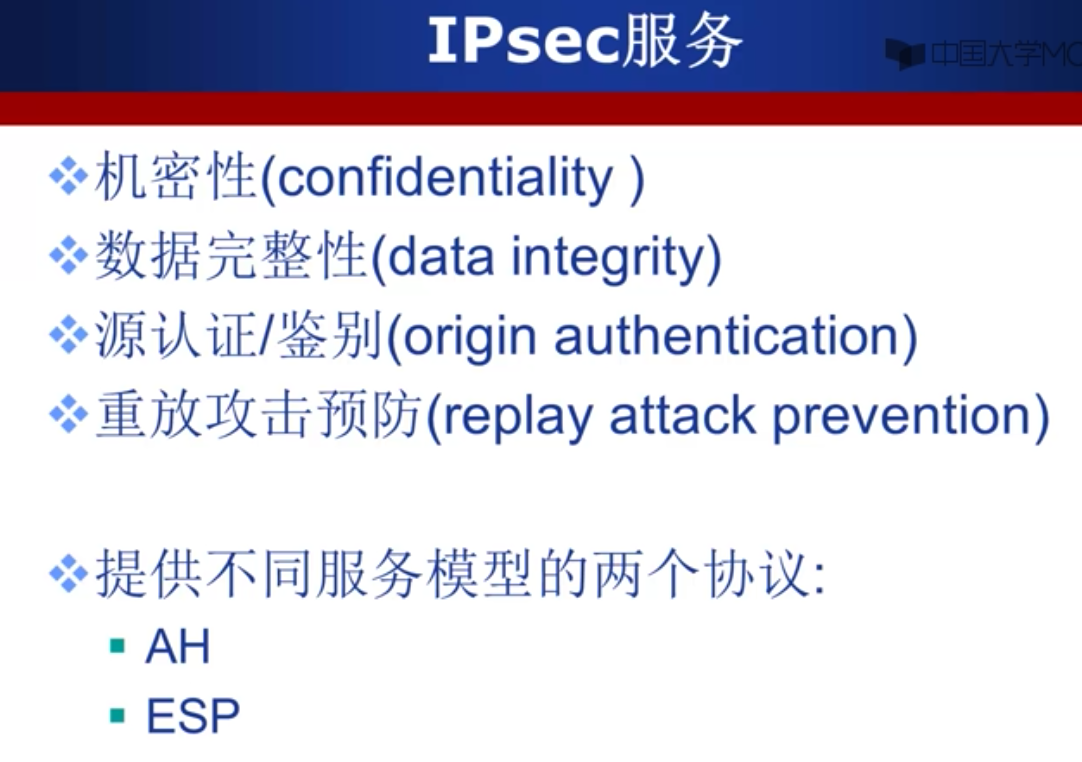 IPsec服务
中国大学MO
机密性(confidentiality )
数据完整性(data integrity)
源认证/鉴别(origin authentication)
重放攻击预防(replay attack prevention)
提供不同服务模型的两个协议:
AH
ESP